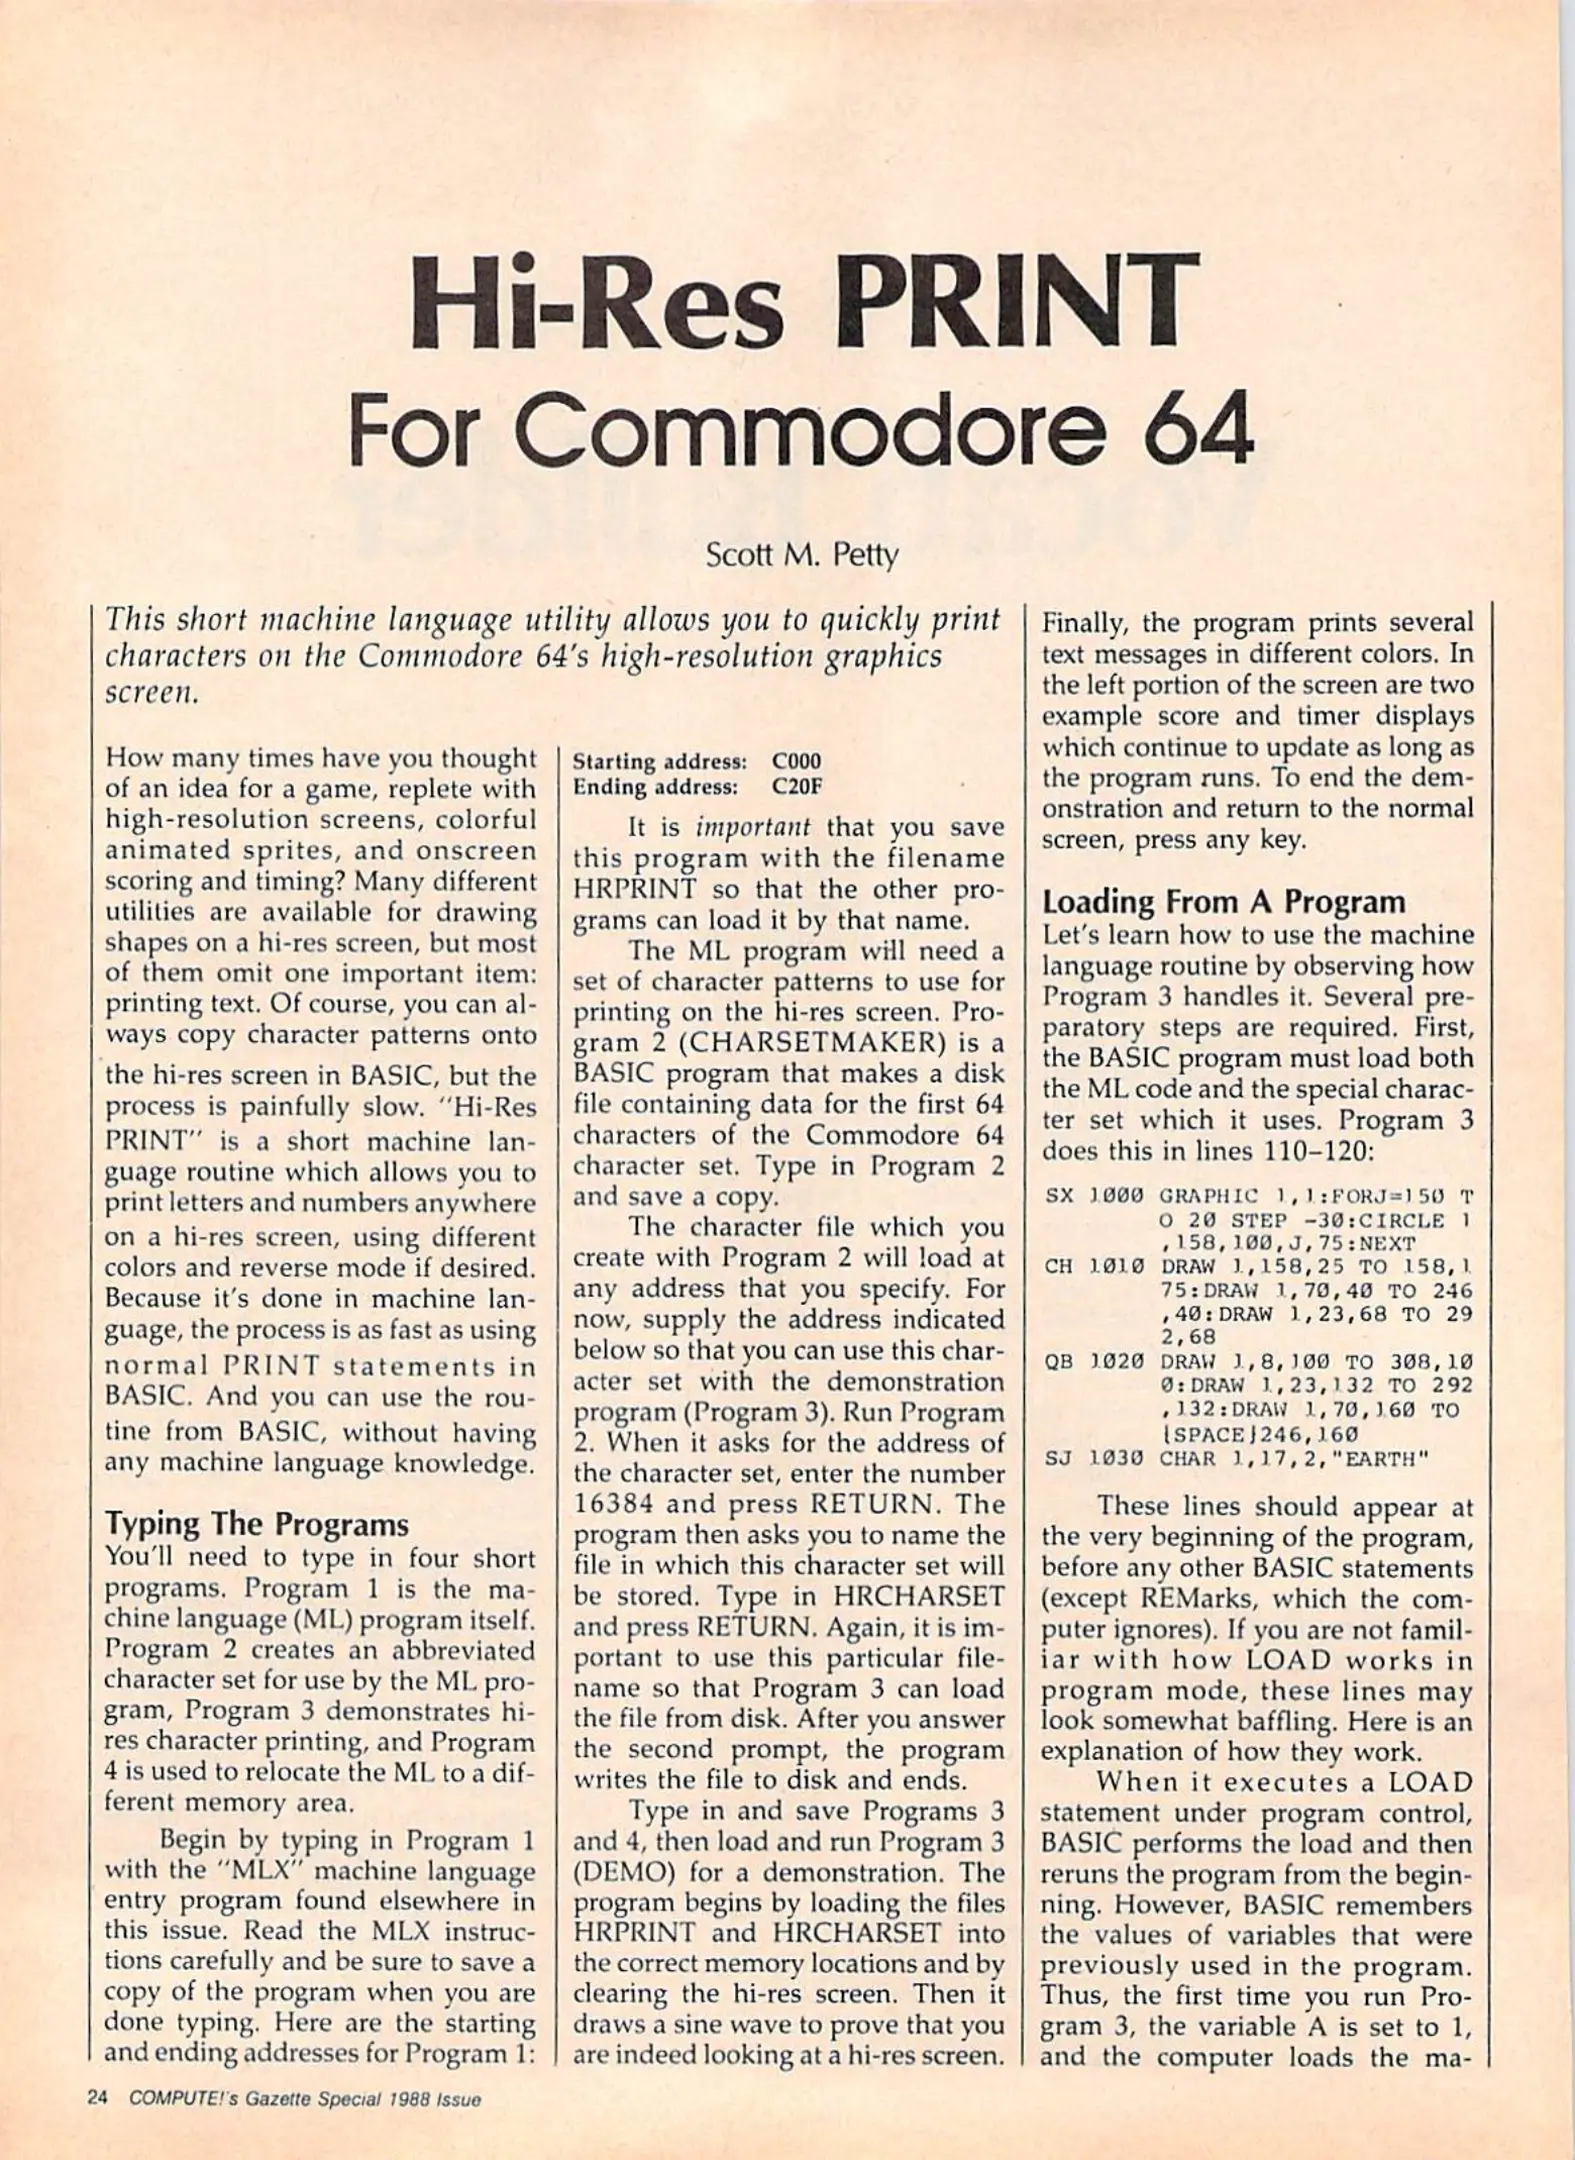 Hi-Res PRINT
For Commodore 64
Scott M. Petty
This short machine language utility allows you to quickly print
characters on the Commodore 64's high-resolution graphics
screen.
How many times have you thought
of an idea for a game, replete with
high-resolution screens, colorful
animated sprites, and onscreen
scoring and timing? Many different
utilities are available for drawing
shapes on a hi-res screen, but most
of them omit one important item:
printing text. Of course, you can al-
ways copy character patterns onto
the hi-res screen in BASIC, but the
process is painfully slow. "Hi-Res
PRINT" is a short machine lan-
guage routine which allows you to
print letters and numbers anywhere
on a hi-res screen, using different
colors and reverse mode if desired.
Because it's done in machine lan-
guage, the process is as fast as using
normal PRINT statements in
BASIC. And you can use the rou-
tine from BASIC, without having
any machine language knowledge.
Typing The Programs
You'll need to type in four short
programs. Program 1 is the ma-
chine language (ML) program itself.
Program 2 creates an abbreviated
character set for use by the ML pro-
gram, Program 3 demonstrates hi-
res character printing, and Program
4 is used to relocate the ML to a dif-
ferent memory area.
Begin by typing in Program 1
with the "MLX" machine language
entry program found elsewhere in
this issue. Read the MLX instruc-
tions carefully and be sure to save a
copy of the program when you are
done typing. Here are the starting
and ending addresses for Program 1:
Starting address: C000
Ending address: C20F
It is important that you save
this program with the filename
HRPRINT so that the other pro-
grams can load it by that name.
The ML program will need a
set of character patterns to use for
printing on the hi-res screen. Pro-
gram 2 (CHARSETMAKER) is a
BASIC program that makes a disk
file containing data for the first 64
characters of the Commodore 64
character set. Type in Program 2
and save a copy.
The character file which you
create with Program 2 will load at
any address that you specify. For
now, supply the address indicated
below so that you can use this char-
acter set with the demonstration
program (Program 3). Run Program
2. When it asks for the address of
the character set, enter the number
16384 and press RETURN. The
program then asks you to name the
file in which this character set will
be stored. Type in HRCHARSET
and press RETURN. Again, it is im-
portant to use this particular file-
name so that Program 3 can load
the file from disk. After you answer
the second prompt, the program
writes the file to disk and ends.
Type in and save Programs 3
and 4, then load and run Program 3
(DEMO) for a demonstration. The
program begins by loading the files
HRPRINT and HRCHARSET into
the correct memory locations and by
clearing the hi-res screen. Then it
draws a sine wave to prove that you
are indeed looking at a hi-res screen.
Finally, the program prints several
text messages in different colors. In
the left portion of the screen are two
example score and timer displays
which continue to update as long as
the program runs. To end the dem-
onstration and return to the normal
screen, press any key.
Loading From A Program
Let's learn how to use the machine
language routine by observing how
Program 3 handles it. Several pre-
paratory steps are required. First,
the BASIC program must load both
the ML code and the special charac-
ter set which it uses. Program 3
does this in lines 110–120:
SX 1000 GRAPHIC 1,1:FORJ=150 T
O 20 STEP -30:CIRCLE 1
,158,100,J,75:NEXT
CH 1010 DRAW 1,158,25 TO 158,1
75:DRAW 1,70,40 TO 246
,40:DRAW 1,23,68 TO 29
2,68
QB 1020 DRAW 1,8,100 TO 308,10
0:DRAW 1,23,132 TO 292
,132:DRAW 1,70,160 TO
{SPACE}246,160
SJ 1030 CHAR 1,17,2,"EARTH"
These lines should appear at
the very beginning of the program,
before any other BASIC statements
(except REMarks, which the com-
puter ignores). If you are not famil-
iar with how LOAD works in
program mode, these lines may
look somewhat baffling. Here is an
explanation of how they work.
When it executes a LOAD
statement under program control,
BASIC performs the load and then
reruns the program from the begin-
ning. However, BASIC remembers
the values of variables that were
previously used in the program.
Thus, the first time you run Pro-
gram 3, the variable A is set to 1,
and the computer loads the ma-
24 COMPUTE!'s Gazette Special 1988 Issue